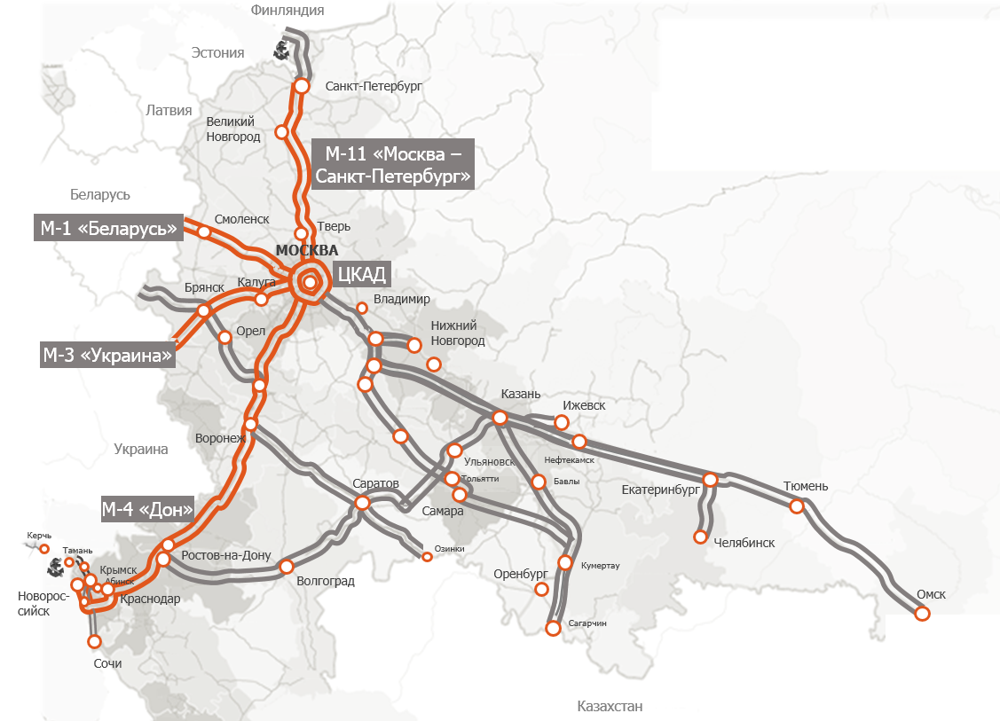 Финляндия
Эстония
Санкт-Петербург
Латвия
Великий
Новгород
М-11 «Москва –
Санкт-Петербург»
Беларусь
М-1 «Беларусь»
Смоленск
Тверь
МОСКВА
ЦКАД
Брянск
Калуга
Владимир
Нижний
Новгород
Орел
М-3 «Украина»
Казань
Ижевск
Воронеж
Украина
Ульяновск
Нефтекамск
Тольятти
Бавлы
Саратов
Екатеринбург
Тюмень
М-4 «Дон»
Самара
Керчь
Тамань
Озинки
Челябинск
Ростов-на-Дону
Крымск
Абинск
Волгоград
Оренбург
Кумертау
Новорос-
сийск
Краснодар
Омск
Сагарчин
Сочи
Казахстан